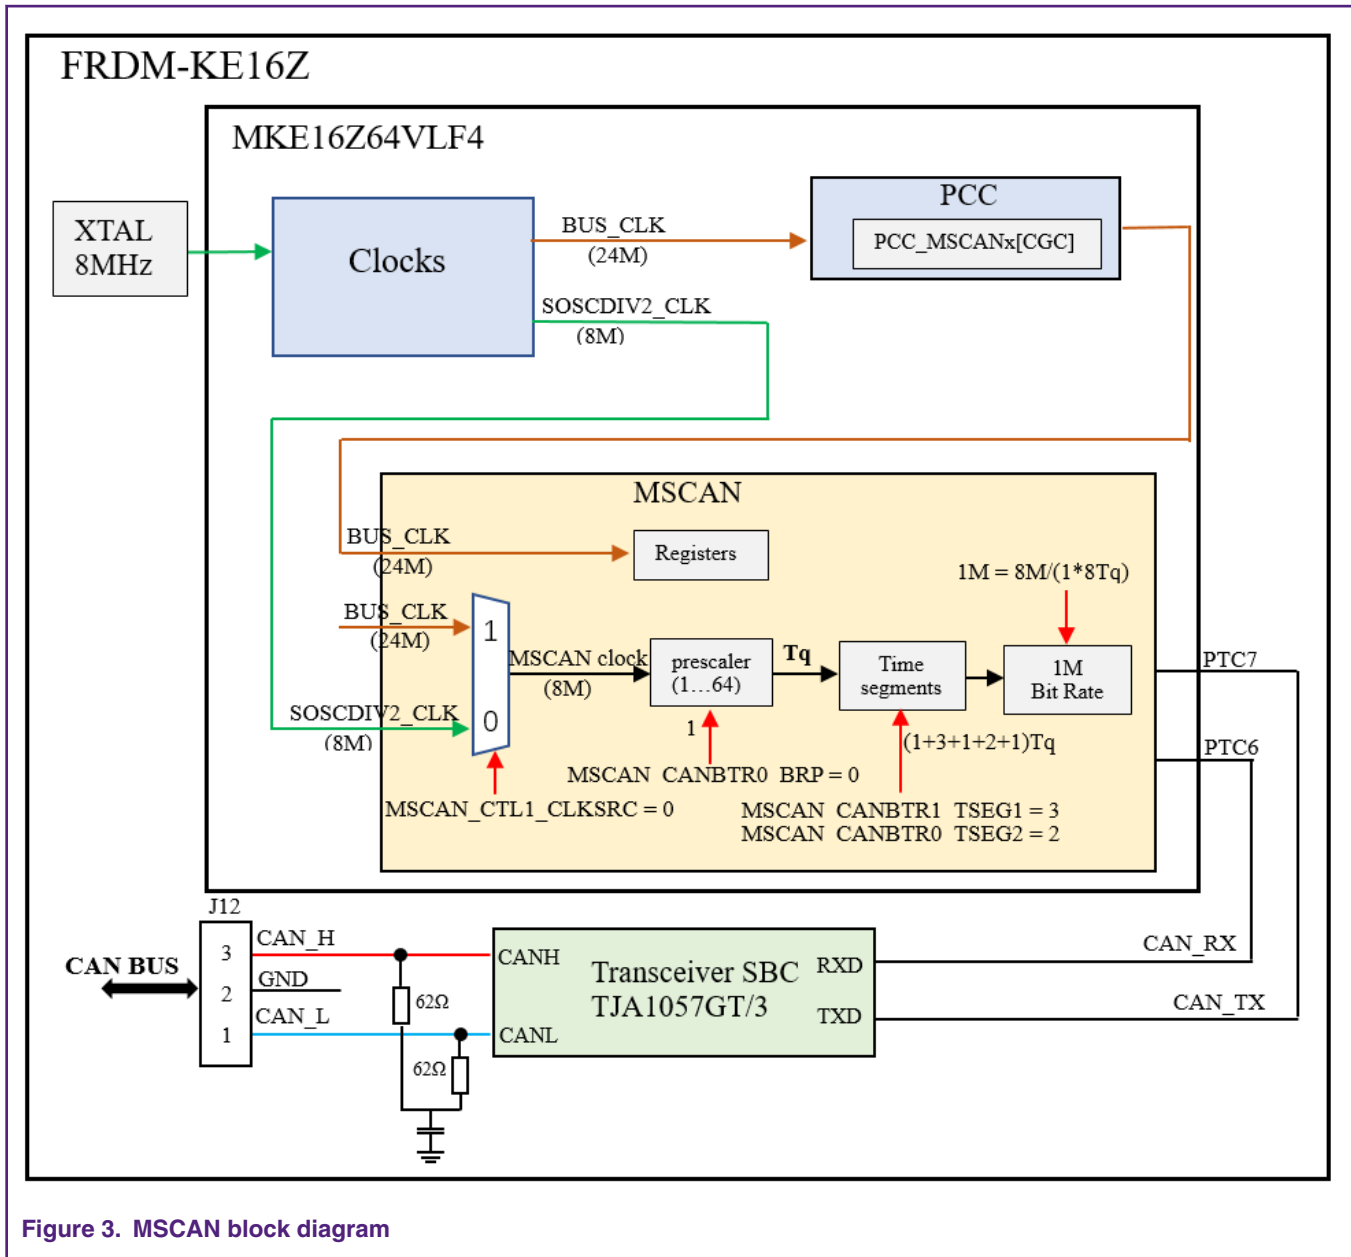 FRDM-KE16Z
MKE16Z64VLF4
XTAL
8MHz
Clocks
BUS_CLK
(24M)
SOSCDIV2_CLK
(8M)
PCC
PCC_MSCANx[CGC]
MSCAN
BUS_CLK
(24M)
Registers
BUS_CLK
(24M)
1
0
SOSCDIV2_CLK
(8M)
MSCAN_CTL1_CLKSRC = 0
MSCAN clock
(8M)
prescaler
(1...64)
1
MSCAN CANBTR0 BRP = 0
Tq
Time
segments
(1+3+1+2+1)Tq
MSCAN CANBTR1 TSEG1 = 3
MSCAN CANBTR0 TSEG2 = 2
1M = 8M/(1*8Tq)
1M
Bit Rate
PTC7
PTC6
J12
CAN BUS
3
2
1
CAN_H
GND
CAN_L
62Ω
62Ω
CANH
CANL
Transceiver SBC
TJA1057GT/3
RXD
TXD
CAN_RX
CAN_TX
Figure 3. MSCAN block diagram